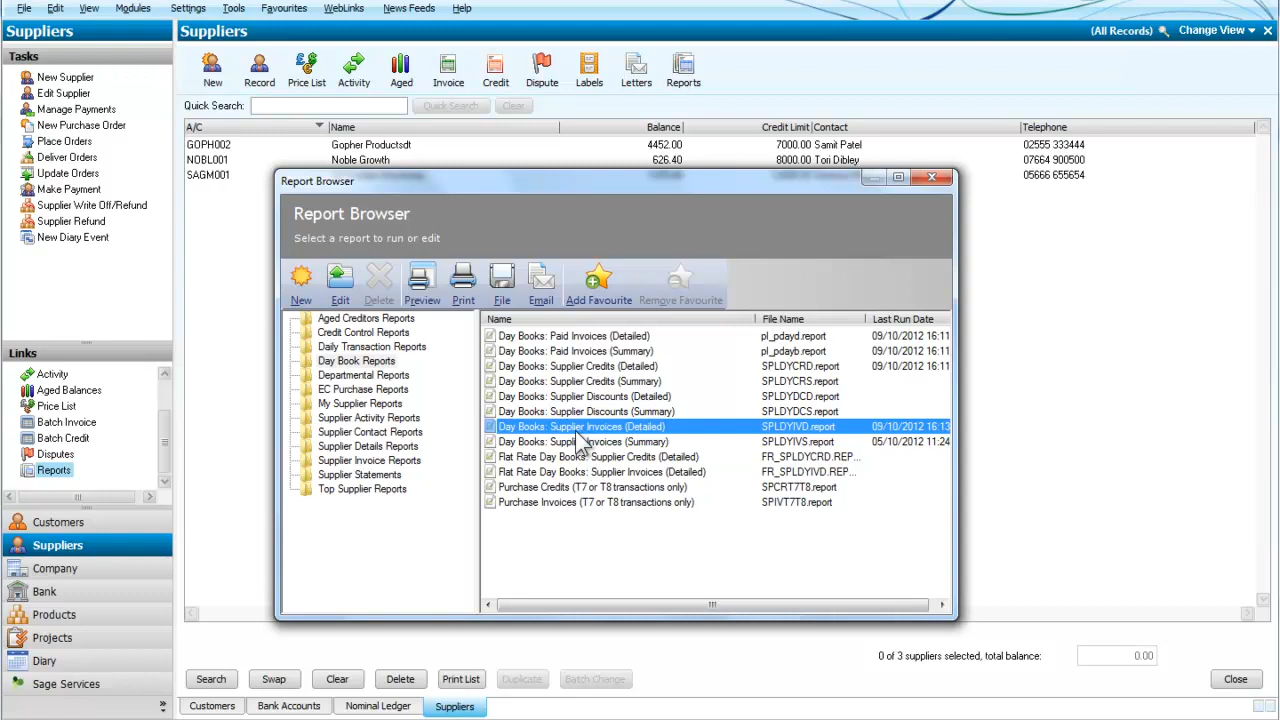 File Edit View Modules Settings Tools Favourites WebLinks News Feeds Help
Suppliers
Tasks
New Supplier
Edit Supplier
Manage Payments
New Purchase Order
Place Orders
Deliver Orders
Update Orders
Make Payment
Supplier Write Off/Refund
Supplier Refund
New Diary Event
Links
Activity
Aged Balances
Price List
Batch Invoice
Batch Credit
Disputes
Reports
Customers
Suppliers
Company
Bank
Products
Projects
Diary
Sage Services
Suppliers (All Records) Change View
New Record Price List Activity Aged Invoice Credit Dispute Labels Letters Reports
Quick Search: Quick Search Clear
A/C Name Balance Credit Limit Contact Telephone
GOPH002 Gopher Productsdt 4452.00 7000.00 Samit Patel 02555 333444
NOBL001 Noble Growth 626.40 8000.00 Tori Dibley 07664 900500
SAGM001 05666 655654
Report Browser
Report Browser
Select a report to run or edit
New Edit Delete Preview Print File Email Add Favourite Remove Favourite
Aged Creditors Reports
Credit Control Reports
Daily Transaction Reports
Day Book Reports
Departmental Reports
EC Purchase Reports
My Supplier Reports
Supplier Activity Reports
Supplier Contact Reports
Supplier Details Reports
Supplier Invoice Reports
Supplier Statements
Top Supplier Reports
Name File Name Last Run Date
Day Books: Paid Invoices (Detailed) pl_pdayd.report 09/10/2012 16:11
Day Books: Paid Invoices (Summary) pl_pdayb.report 09/10/2012 16:11
Day Books: Supplier Credits (Detailed) SPLDYCRD.report 09/10/2012 16:11
Day Books: Supplier Credits (Summary) SPLDYCRS.report
Day Books: Supplier Discounts (Detailed) SPLDYDCD.report
Day Books: Supplier Discounts (Summary) SPLDYDCS.report
Day Books: Supplier Invoices (Detailed) SPLDYIVD.report 09/10/2012 16:13
Day Books: Supplier Invoices (Summary) SPLDYIVS.report 05/10/2012 11:24
Flat Rate Day Books: Supplier Credits (Detailed) FR_SPLDYCRD.REP...
Flat Rate Day Books: Supplier Invoices (Detailed) FR_SPLDYIVD.REP...
Purchase Credits (T7 or T8 transactions only) SPCRT7T8.report
Purchase Invoices (T7 or T8 transactions only) SPIVT7T8.report
0 of 3 suppliers selected, total balance: 0.00
Search Swap Clear Delete Print List Duplicate Batch Change Close
Customers Bank Accounts Nominal Ledger Suppliers